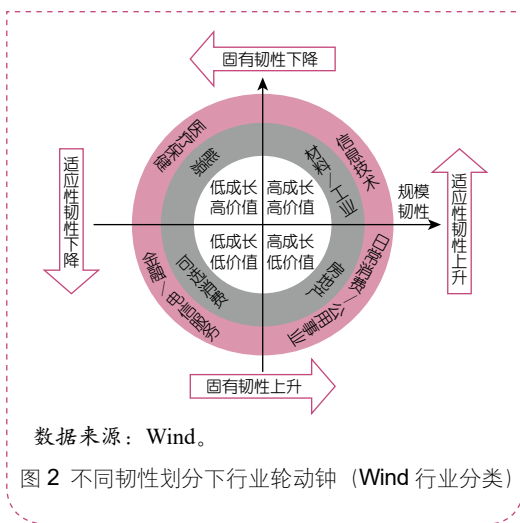 固有韧性下降
医疗保健
信息技术
能源
材料/工业
适应性韧性下降
低成长
高价值
高成长
高价值
规模
韧性
适应性韧性上升
低成长
低价值
高成长
低价值
金融/电信服务
可选消费
房地产
日常消费/公用事业
固有韧性上升
数据来源：Wind。
图 2 不同韧性划分下行业轮动钟（Wind 行业分类）